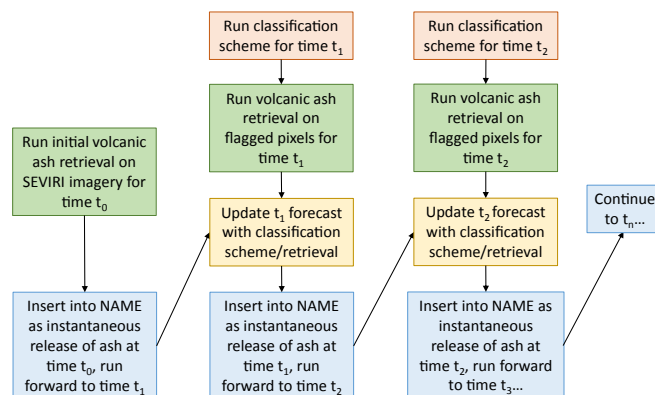 Run classification
scheme for time t₁
Run classification
scheme for time t₂
Run volcanic ash
retrieval on
flagged pixels for
time t₁
Run volcanic ash
retrieval on
flagged pixels for
time t₂
Run initial volcanic
ash retrieval on
SEVIRI imagery for
time t₀
Update t₁ forecast
with classification
scheme/retrieval
Update t₂ forecast
with classification
scheme/retrieval
Continue
to tₙ…
Insert into NAME
as instantaneous
release of ash at
time t₀, run
forward to time t₁
Insert into NAME
as instantaneous
release of ash at
time t₁, run
forward to time t₂
Insert into NAME as
instantaneous
release of ash at
time t₂, run forward
to time t₃…